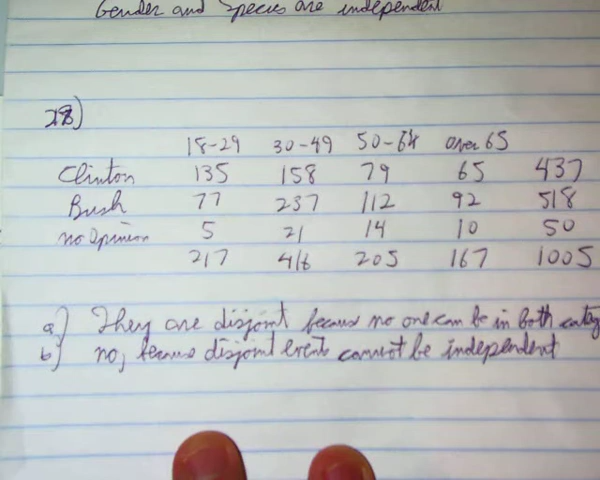 Gender and Species are independent
28)
18-29 30-49 50-64 over 65
Clinton 135 158 79 65 437
Bush 77 237 112 92 518
no Opinion 5 21 14 10 50
217 416 205 167 1005
a) They are disjoint because no one can be in both categ
b) no, because disjoint events cannot be independent